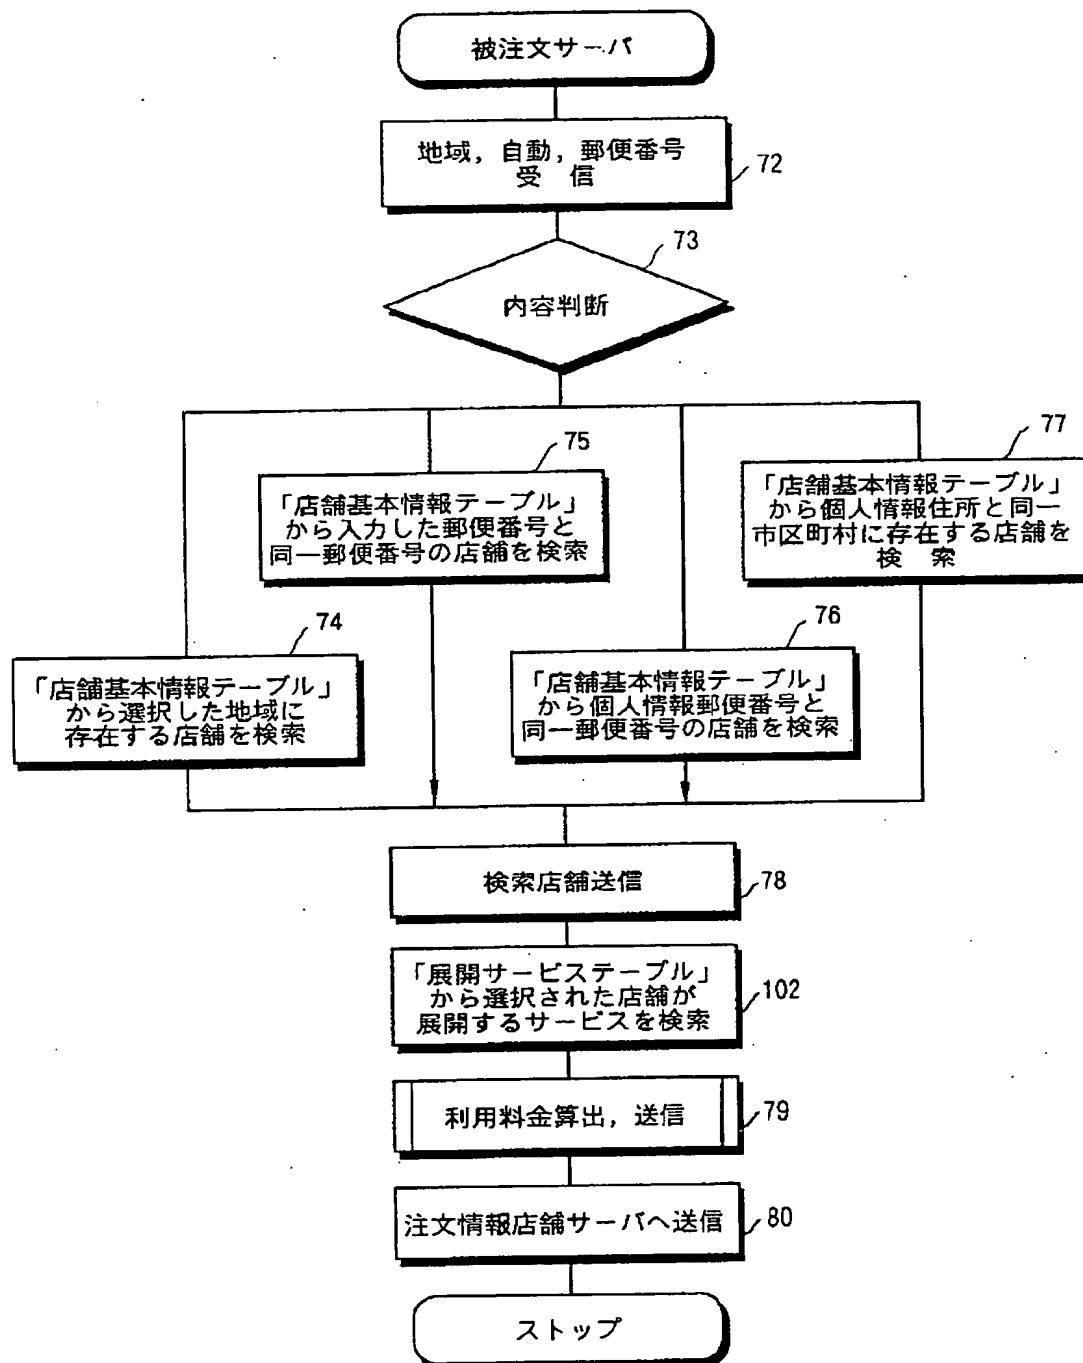 被注文サーバ
地域，自動，郵便番号
受　信
72
73
内容判断
75
「店舗基本情報テーブル」
から入力した郵便番号と
同一郵便番号の店舗を検索
77
「店舗基本情報テーブル」
から個人情報住所と同一
市区町村に存在する店舗を
検　索
74
「店舗基本情報テーブル」
から選択した地域に
存在する店舗を検索
76
「店舗基本情報テーブル」
から個人情報郵便番号と
同一郵便番号の店舗を検索
検索店舗送信
78
「展開サービステーブル」
から選択された店舗が
展開するサービスを検索
102
利用料金算出，送信
79
注文情報店舗サーバへ送信
80
ストップ